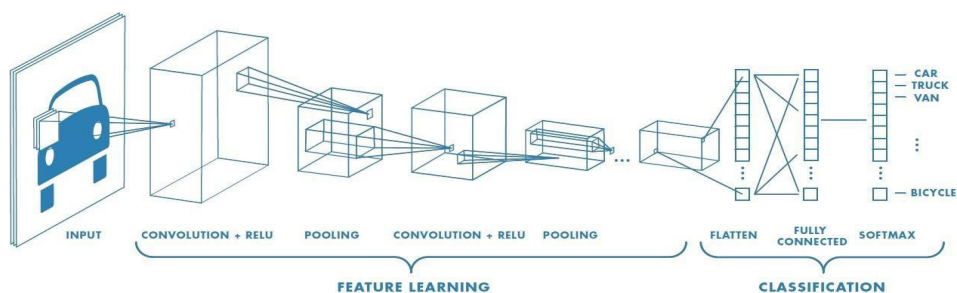 CAR
TRUCK
VAN
BICYCLE
INPUT
CONVOLUTION + RELU
POOLING
CONVOLUTION + RELU
POOLING
FLATTEN
FULLY
CONNECTED
SOFTMAX
FEATURE LEARNING
CLASSIFICATION